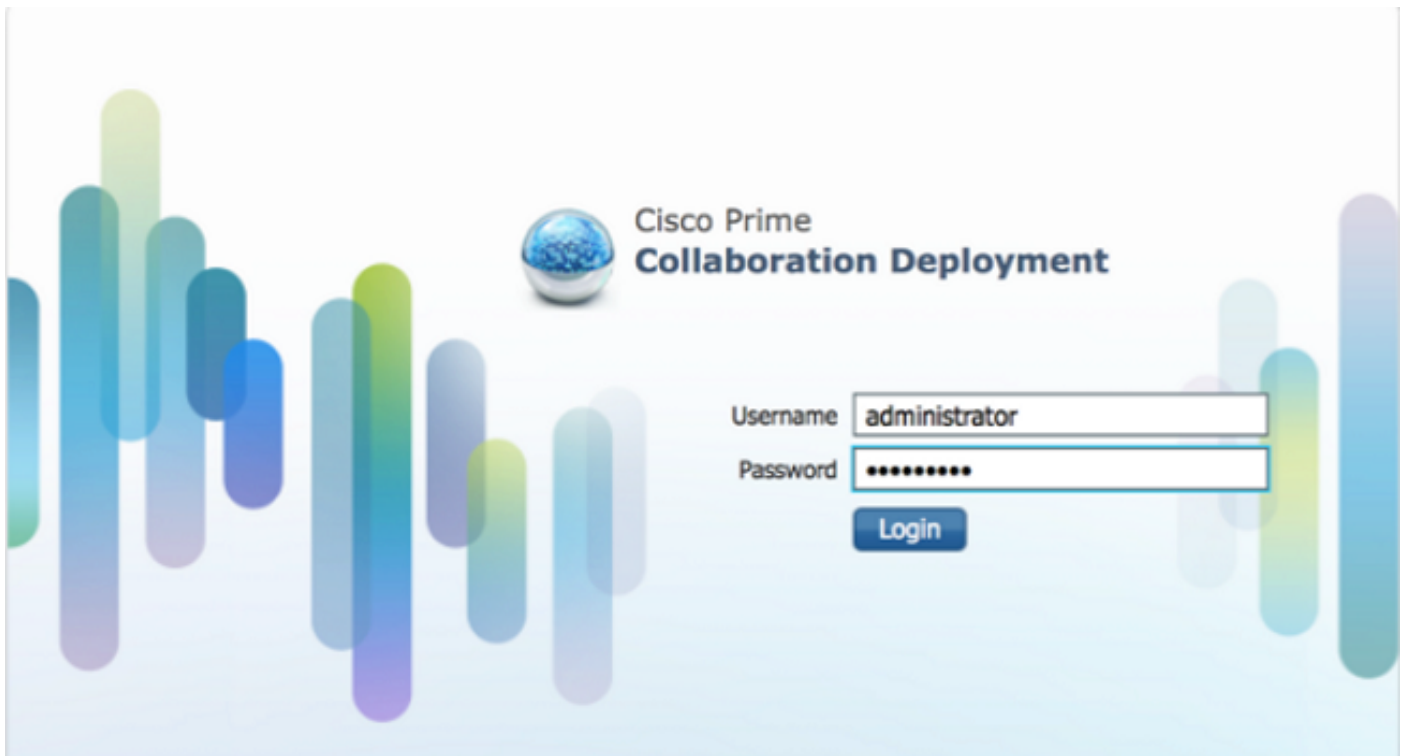 Cisco Prime
Collaboration Deployment
Username administrator
Password •••••••••
Login